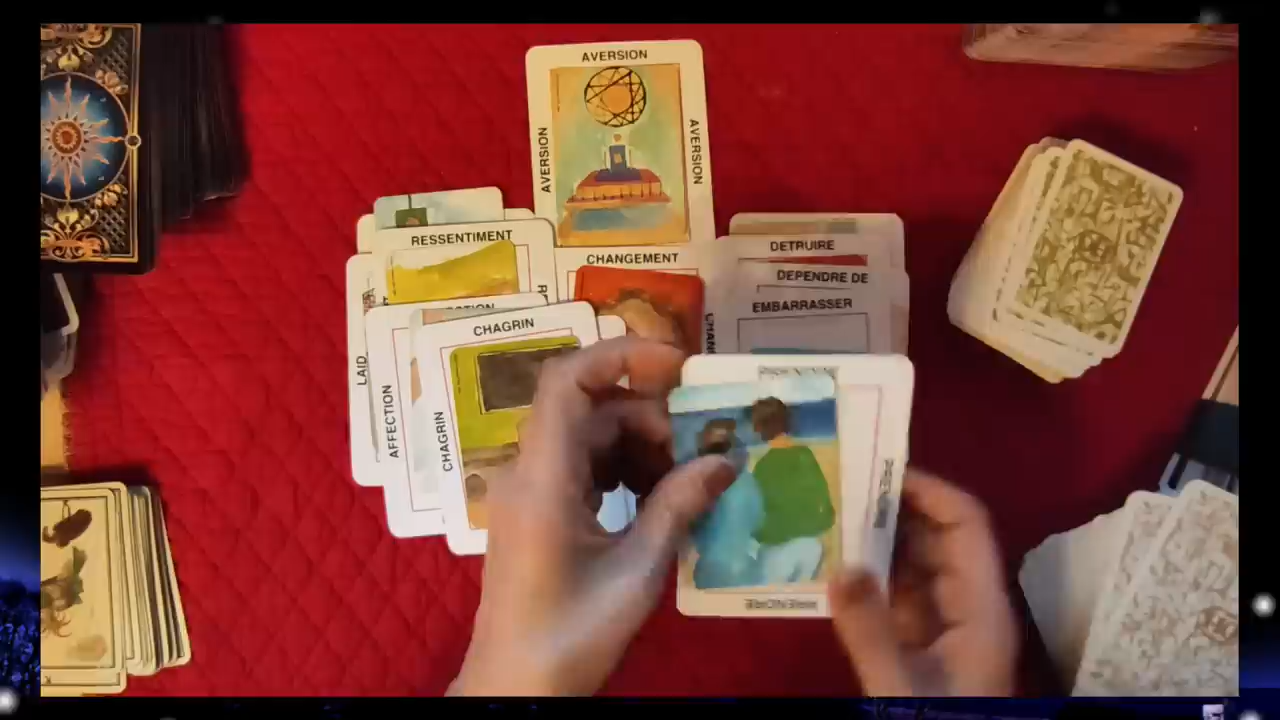 AVERSION
AVERSION
AVERSION
RESSENTIMENT
CHANGEMENT
DETRUIRE
DEPENDRE DE
EMBARRASSER
CHAGRIN
LAID
AFFECTION
CHAGRIN